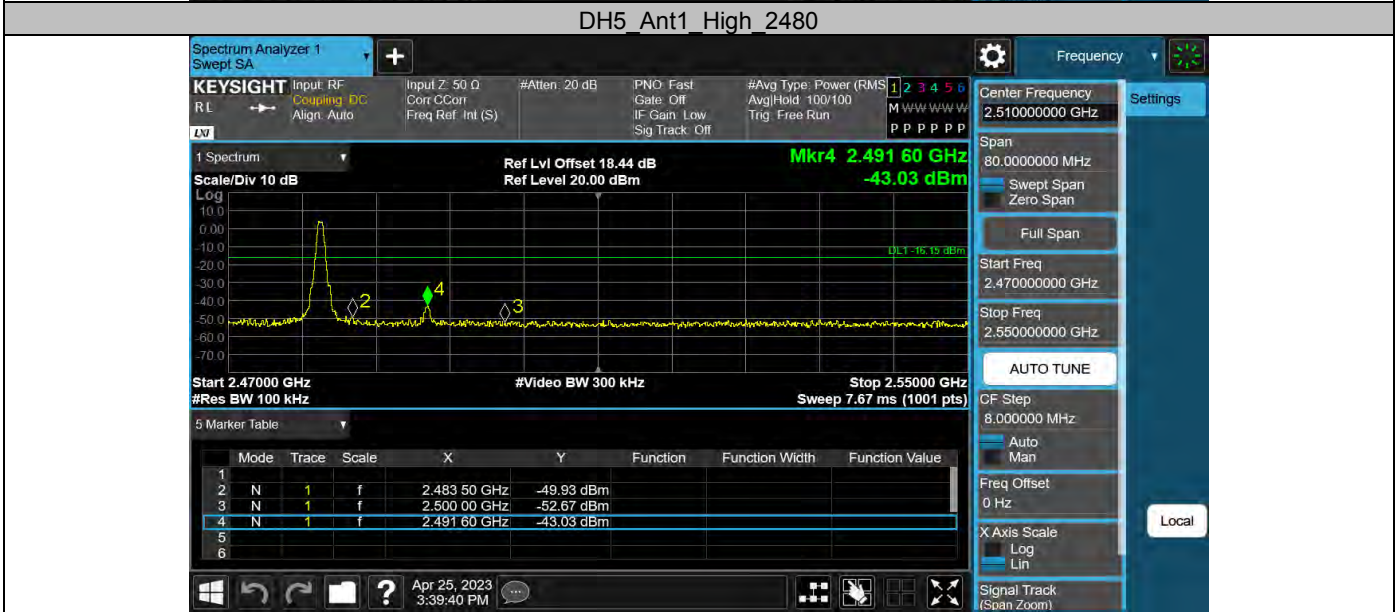 DH5_Ant1_High_2480
Spectrum Analyzer 1
Swept SA
+
Frequency
KEYSIGHT
RL
LXI
Input: RF
Coupling: DC
Align: Auto
Input Z: 50 Ω
Corr CCorr
Freq Ref: Int (S)
#Atten: 20 dB
PNO: Fast
Gate: Off
IF Gain: Low
Sig Track: Off
#Avg Type: Power (RMS
Avg|Hold: 100/100
Trig: Free Run
1 2 3 4 5 6
M W W W W W
P P P P P P
1 Spectrum
Scale/Div 10 dB
Ref Lvl Offset 18.44 dB
Ref Level 20.00 dBm
Mkr4 2.491 60 GHz
-43.03 dBm
Log
10.0
0.00
-10.0
-20.0
-30.0
-40.0
-50.0
-60.0
-70.0
DL1 -16.15 dBm
2
4
3
Start 2.47000 GHz
#Res BW 100 kHz
#Video BW 300 kHz
Stop 2.55000 GHz
Sweep 7.67 ms (1001 pts)
5 Marker Table
Mode Trace Scale X Y Function Function Width Function Value
1
2 N 1 f 2.483 50 GHz -49.93 dBm
3 N 1 f 2.500 00 GHz -52.67 dBm
4 N 1 f 2.491 60 GHz -43.03 dBm
5
6
?
Apr 25, 2023
3:39:40 PM
Center Frequency
2.510000000 GHz
Settings
Span
80.0000000 MHz
Swept Span
Zero Span
Full Span
Start Freq
2.470000000 GHz
Stop Freq
2.550000000 GHz
AUTO TUNE
CF Step
8.000000 MHz
Auto
Man
Freq Offset
0 Hz
Local
X Axis Scale
Log
Lin
Signal Track
(Span Zoom)